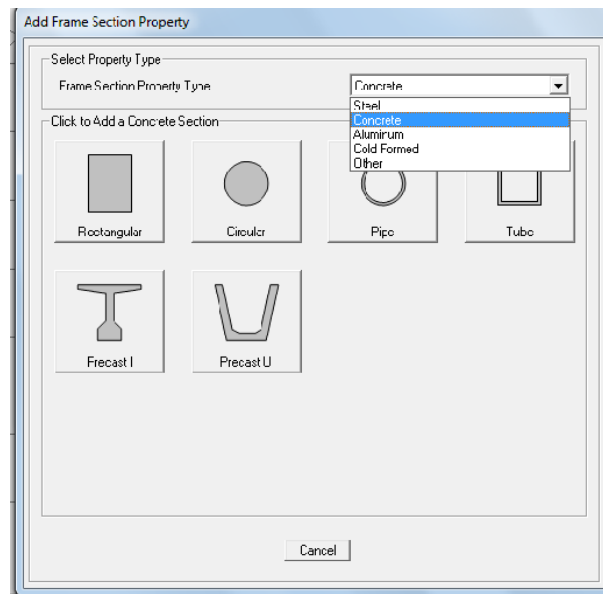 Add Frame Section Property
Select Property Type
Frame Section Property Type
Concrete
Steel
Concrete
Aluminum
Cold Formed
Other
Click to Add a Concrete Section
Rectangular
Circular
Pipe
Tube
Precast I
Precast U
Cancel